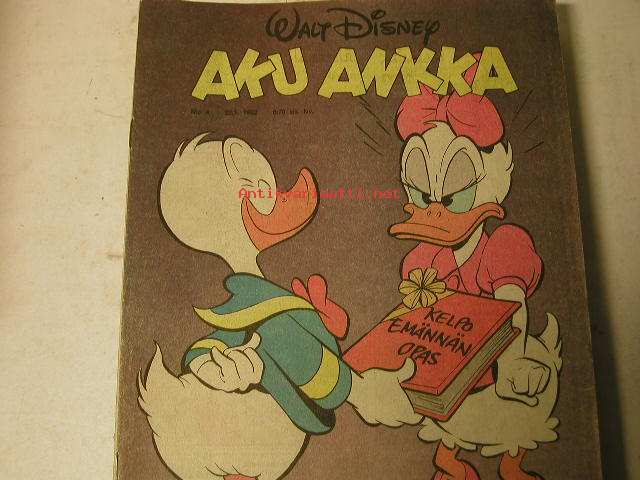 WALT DISNEY
AKU ANKKA
Antikvariaatti.net
KELPO
EMÄNNÄN
OPAS